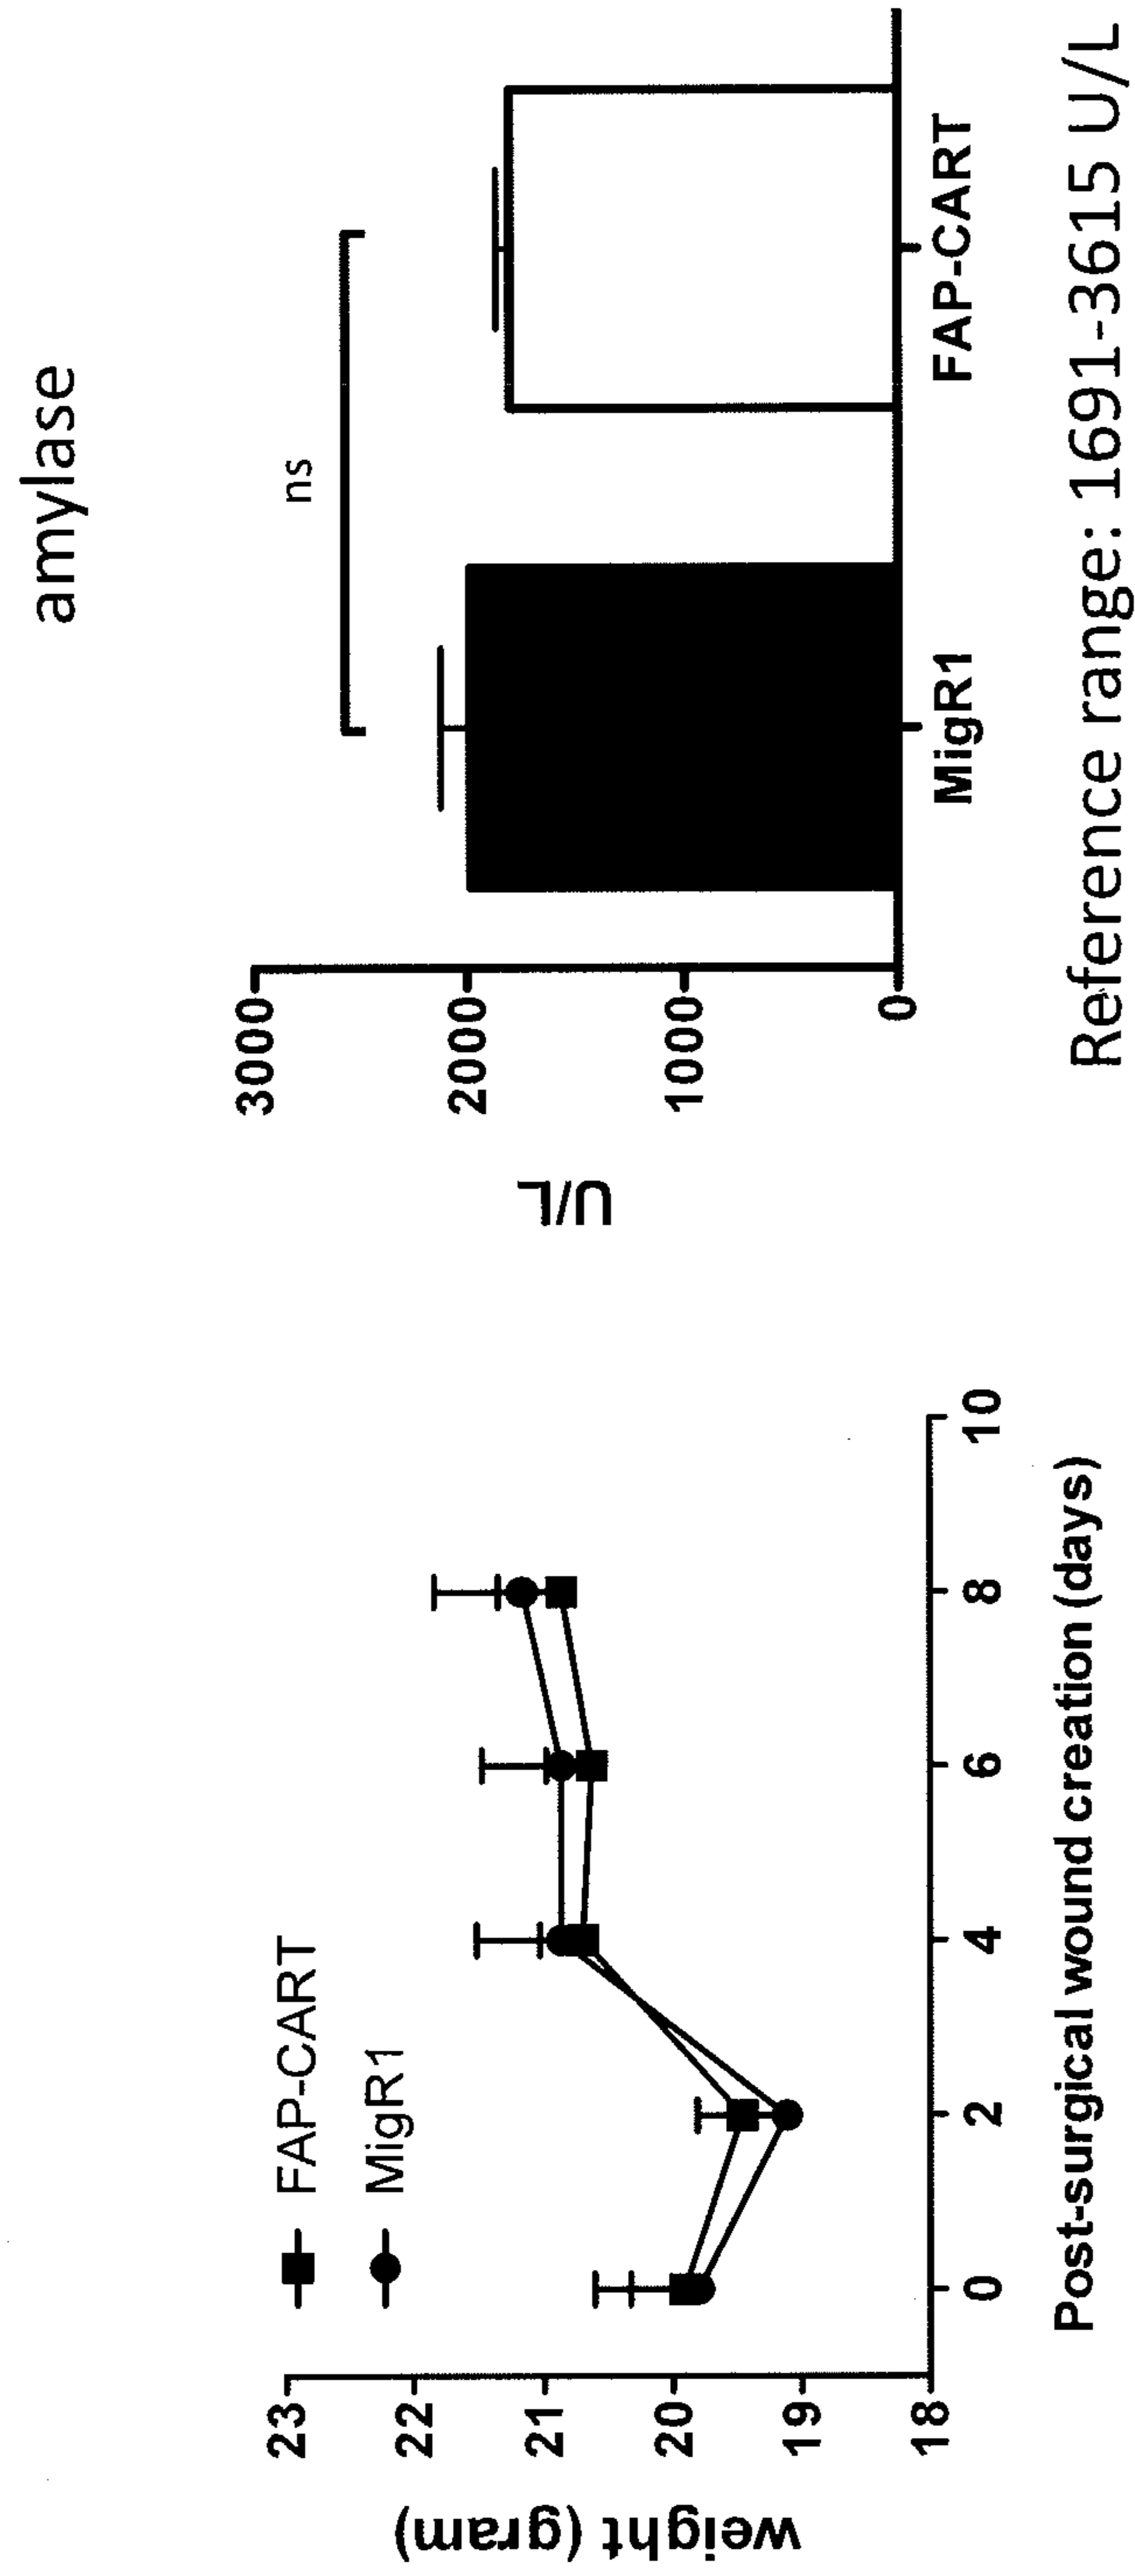 FAP-CART
MigR1
23
22
21
20
19
18
weight (gram)
0
2
4
6
8
10
Post-surgical wound creation (days)
amylase
ns
3000
2000
1000
0
U/L
MigR1
FAP-CART
Reference range: 1691-3615 U/L